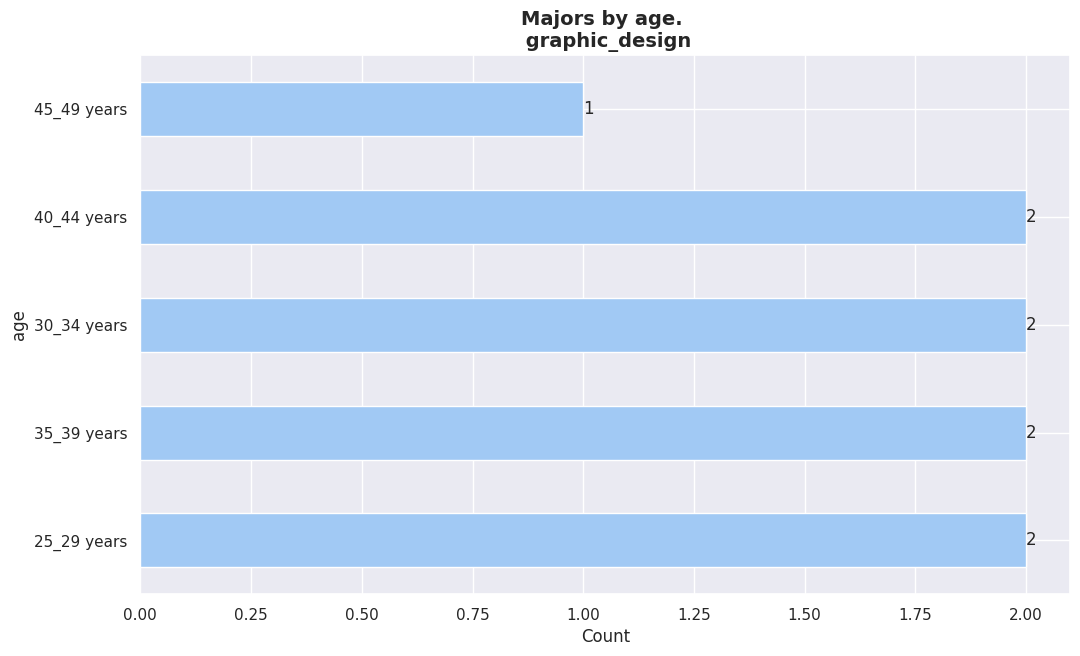 Majors by age.
graphic_design
45_49 years
1
40_44 years
2
age
30_34 years
2
35_39 years
2
25_29 years
2
0.00 0.25 0.50 0.75 1.00 1.25 1.50 1.75 2.00
Count